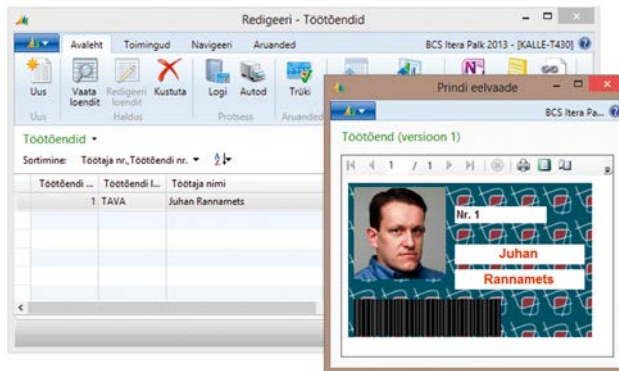 Redigeeri - Töötõendid
Avaleht Toimingud Navigeeri Aruanded BCS Itera Palk 2013 - [KALLE-T430]
Uus Vaata loendit Redigeeri loendit Kustuta Logi Autod Trüki
Uus Haldus Protsess Aruanded
Töötõendid
Sortimine: Töötaja nr.,Töötõendi nr.
Töötõendi ... Töötõendi l... Töötaja nimi
1 TAVA Juhan Rannamets
Prindi eelvaade
BCS Itera Pa...
Töötõend (versioon 1)
1 / 1
Nr. 1
Juhan
Rannamets